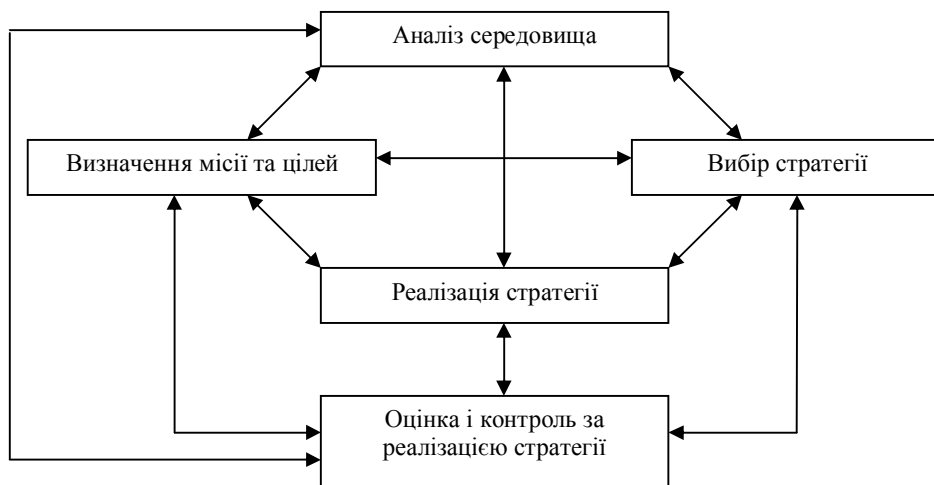 Аналіз середовища
Визначення місії та цілей
Вибір стратегії
Реалізація стратегії
Оцінка і контроль за
реалізацією стратегії